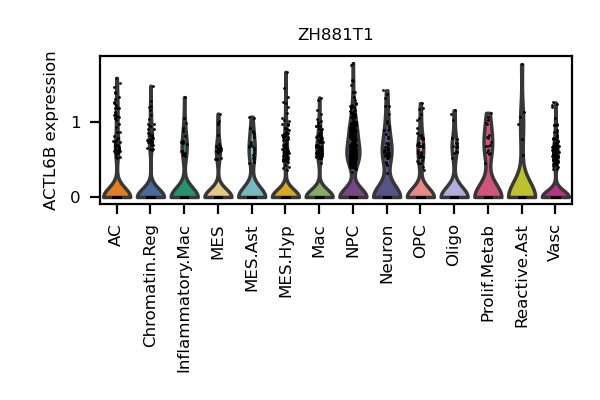 ZH881T1
ACTL6B expression
1
0
AC
Chromatin.Reg
Inflammatory.Mac
MES
MES.Ast
MES.Hyp
Mac
NPC
Neuron
OPC
Oligo
Prolif.Metab
Reactive.Ast
Vasc